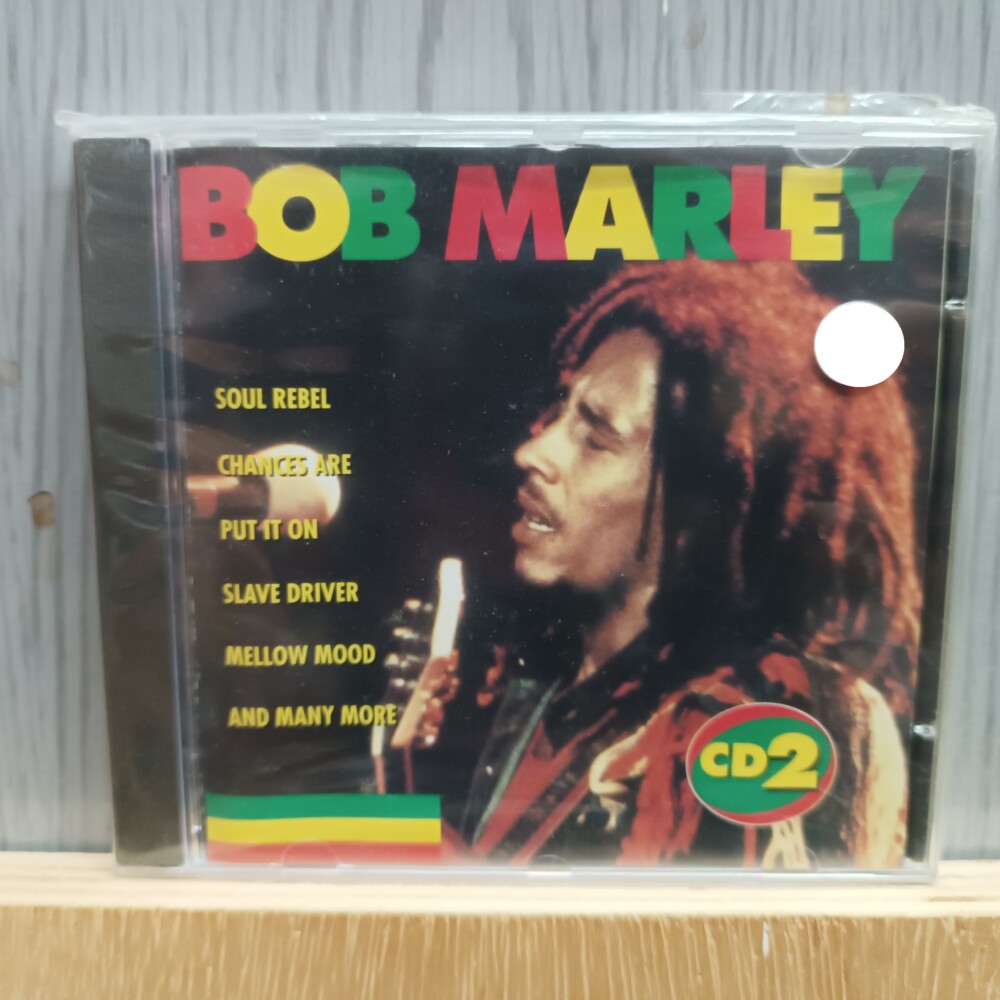 BOB MARLEY
SOUL REBEL
CHANCES ARE
PUT IT ON
SLAVE DRIVER
MELLOW MOOD
AND MANY MORE
CD2